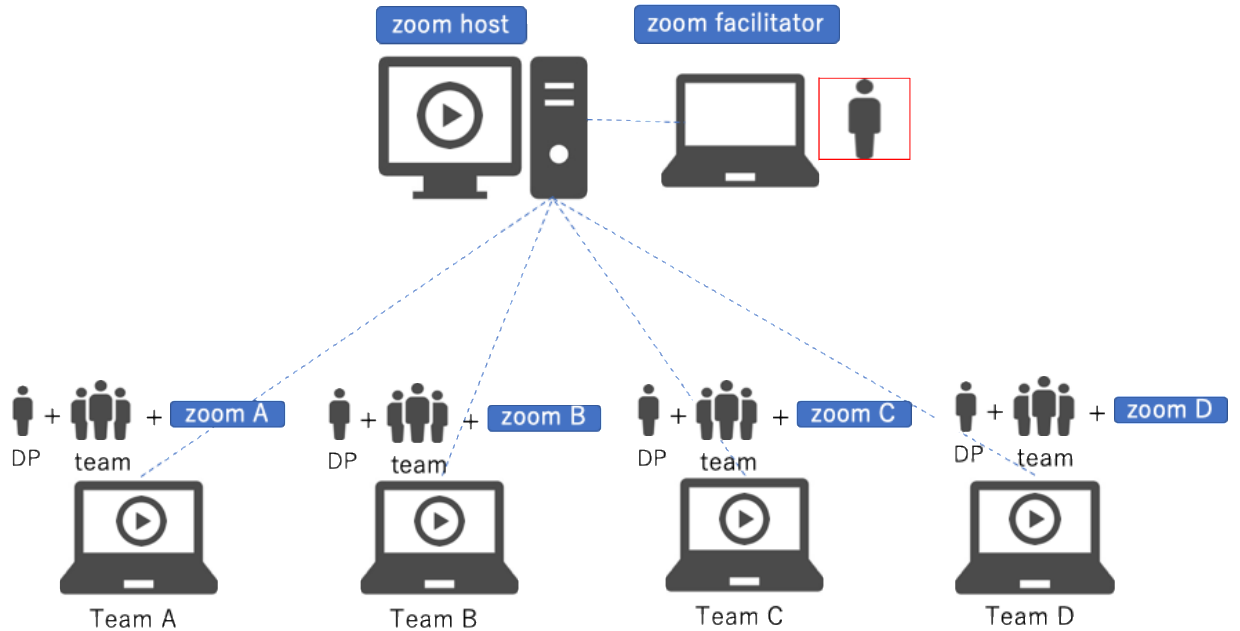 zoom host
zoom facilitator
+ + zoom A
DP team
+ + zoom B
DP team
+ + zoom C
DP team
+ + zoom D
DP team
Team A
Team B
Team C
Team D